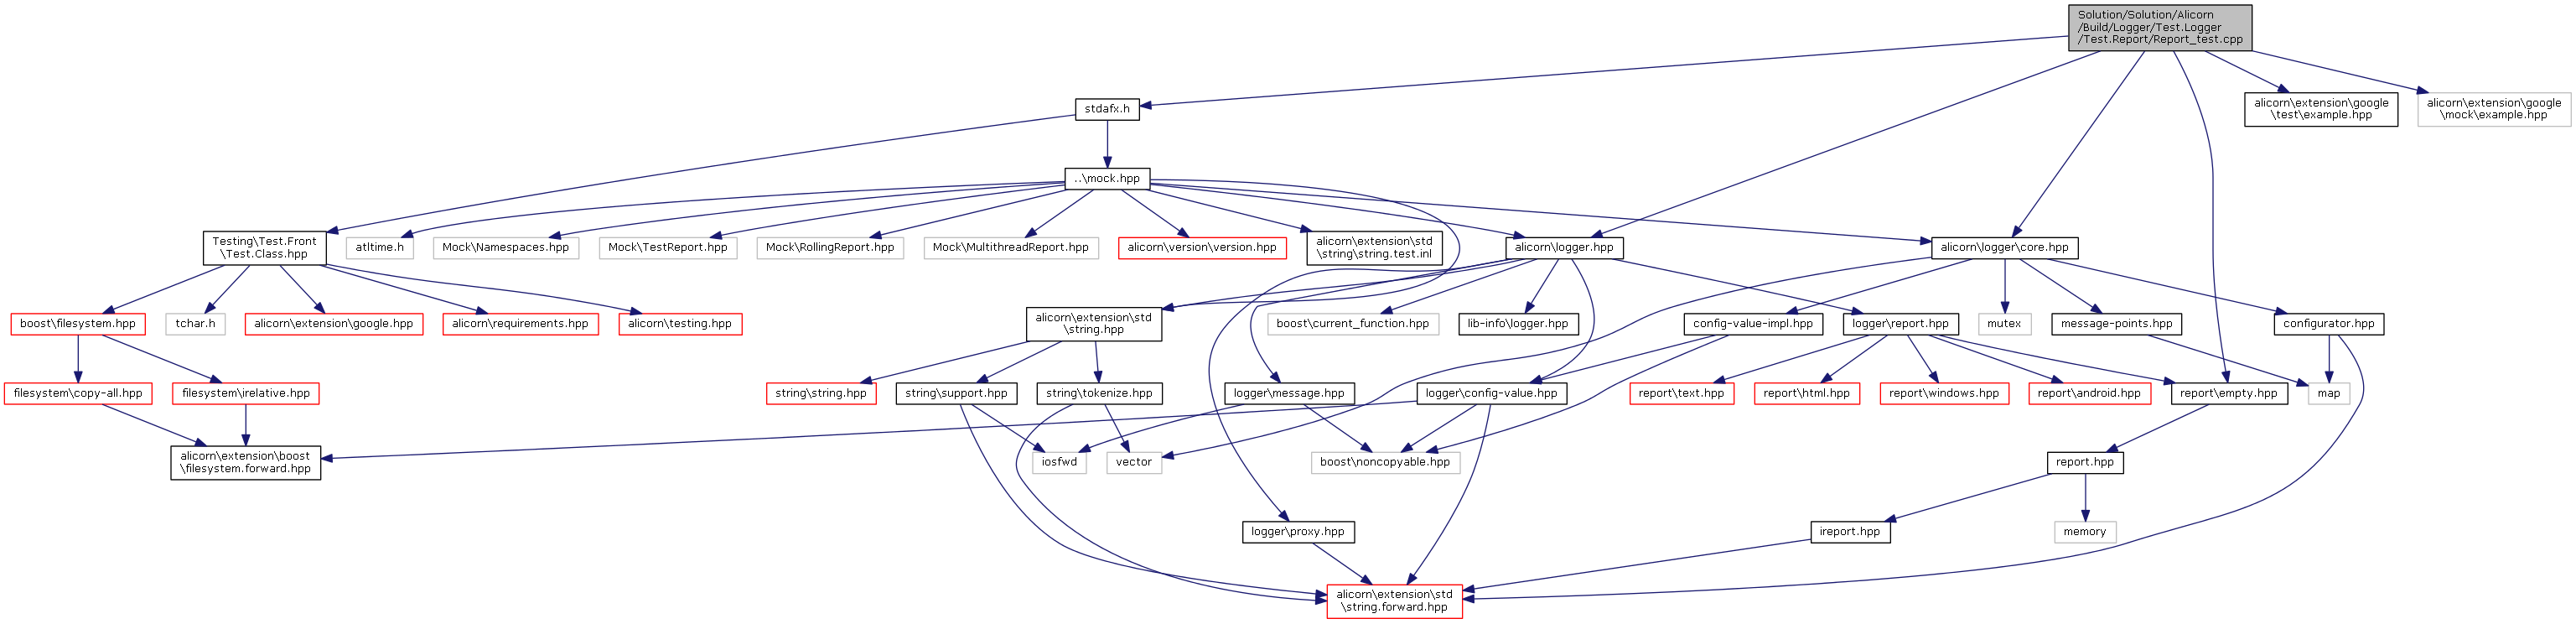 Solution/Solution/Alicorn
/Build/Logger/Test.Logger
/Test.Report/Report_test.cpp
stdafx.h
alicorn\extension\google
\test\example.hpp
alicorn\extension\google
\mock\example.hpp
..\mock.hpp
Testing\Test.Front
\Test.Class.hpp
atltime.h
Mock\Namespaces.hpp
Mock\TestReport.hpp
Mock\RollingReport.hpp
Mock\MultithreadReport.hpp
alicorn\version\version.hpp
alicorn\extension\std
\string\string.test.inl
alicorn\logger.hpp
alicorn\logger\core.hpp
boost\filesystem.hpp
tchar.h
alicorn\extension\google.hpp
alicorn\requirements.hpp
alicorn\testing.hpp
alicorn\extension\std
\string.hpp
boost\current_function.hpp
lib-info\logger.hpp
config-value-impl.hpp
logger\report.hpp
mutex
message-points.hpp
configurator.hpp
filesystem\copy-all.hpp
filesystem\irelative.hpp
string\string.hpp
string\support.hpp
string\tokenize.hpp
logger\message.hpp
logger\config-value.hpp
report\text.hpp
report\html.hpp
report\windows.hpp
report\android.hpp
report\empty.hpp
map
alicorn\extension\boost
\filesystem.forward.hpp
iosfwd
vector
boost\noncopyable.hpp
report.hpp
logger\proxy.hpp
ireport.hpp
memory
alicorn\extension\std
\string.forward.hpp